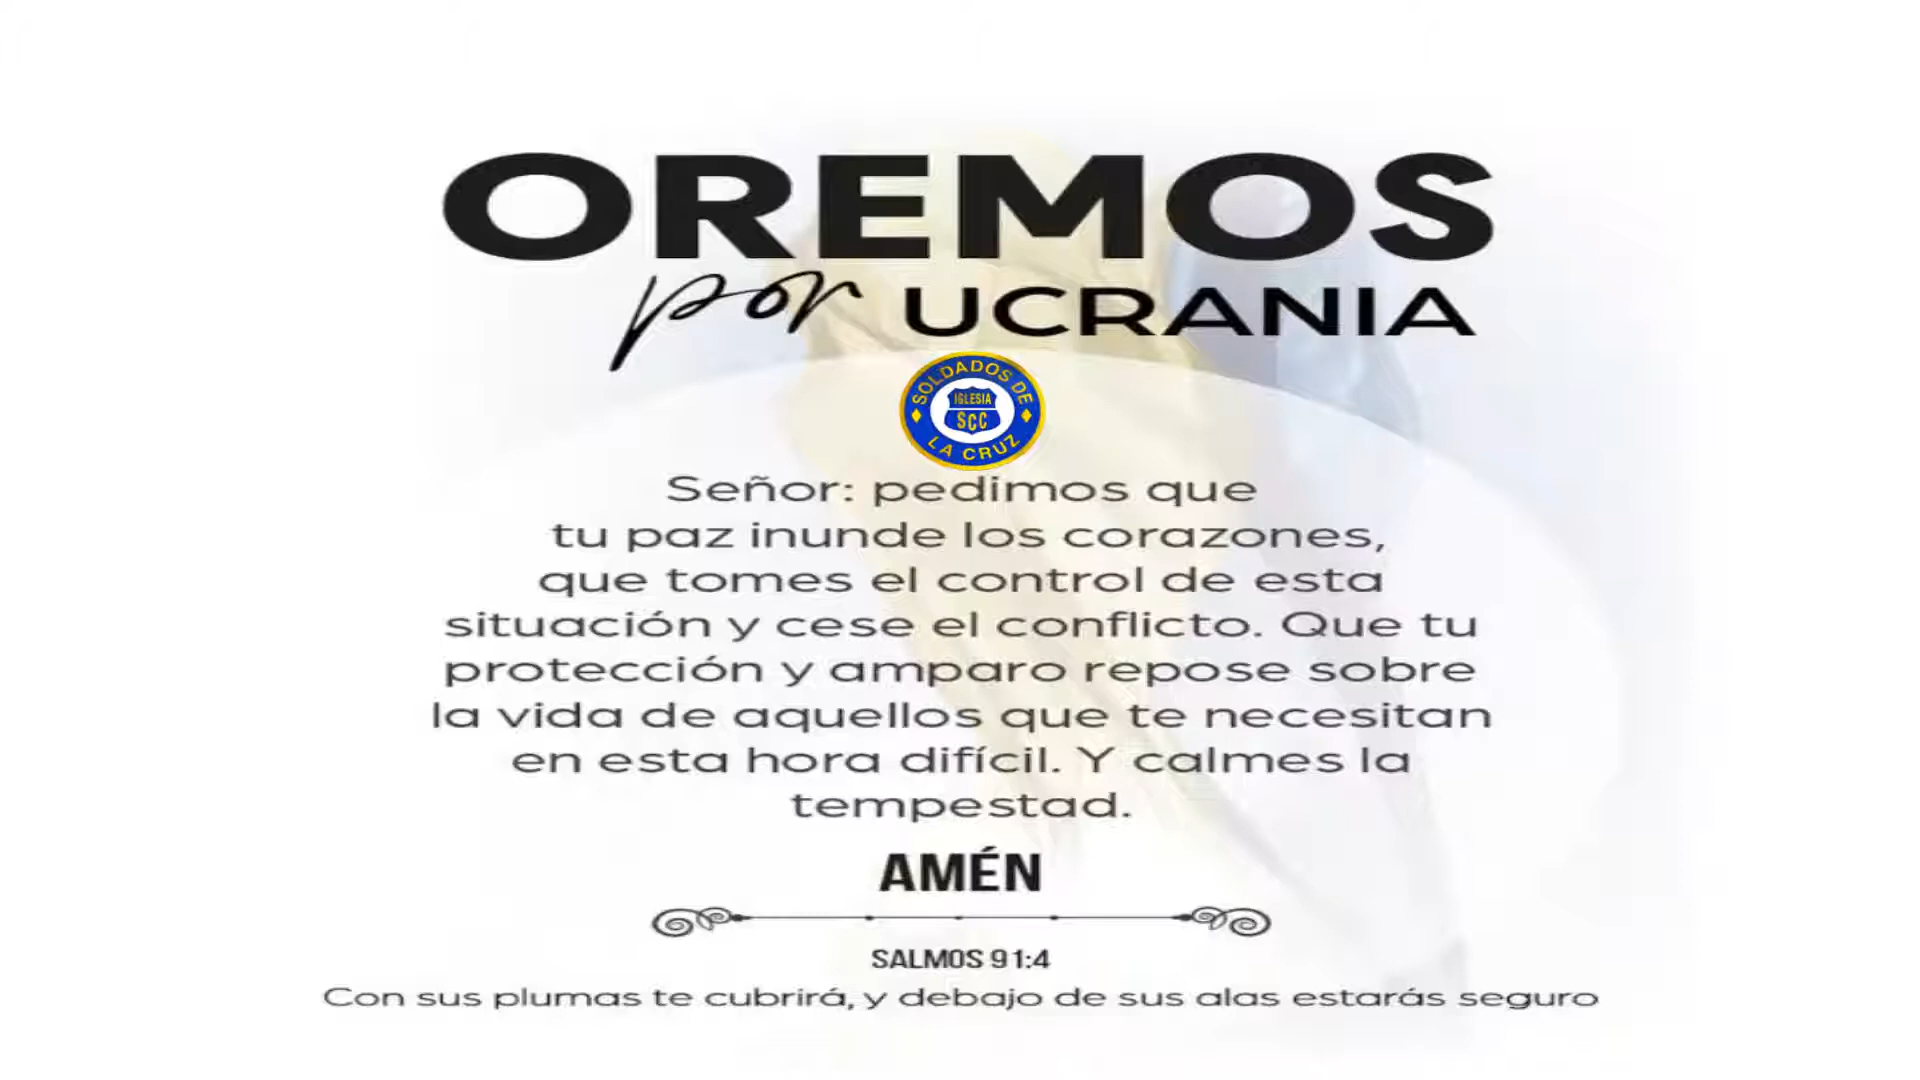 OREMOS
por UCRANIA
SOLDADOS DE
IGLESIA
SCC
LA CRUZ
Señor: pedimos que
tu paz inunde los corazones,
que tomes el control de esta
situación y cese el conflicto. Que tu
protección y amparo repose sobre
la vida de aquellos que te necesitan
en esta hora difícil. Y calmes la
tempestad.
AMÉN
SALMOS 91:4
Con sus plumas te cubrirá, y debajo de sus alas estarás seguro